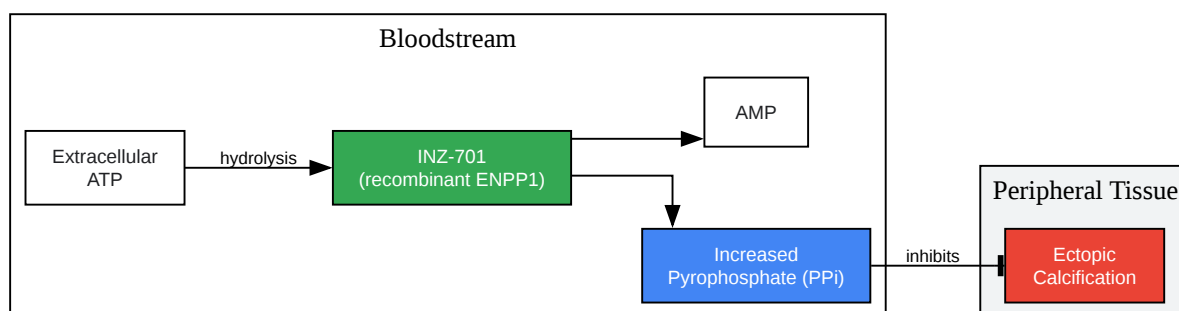 Bloodstream
Extracellular
ATP
hydrolysis
INZ-701
(recombinant ENPP1)
AMP
Increased
Pyrophosphate (PPi)
inhibits
Peripheral Tissue
Ectopic
Calcification